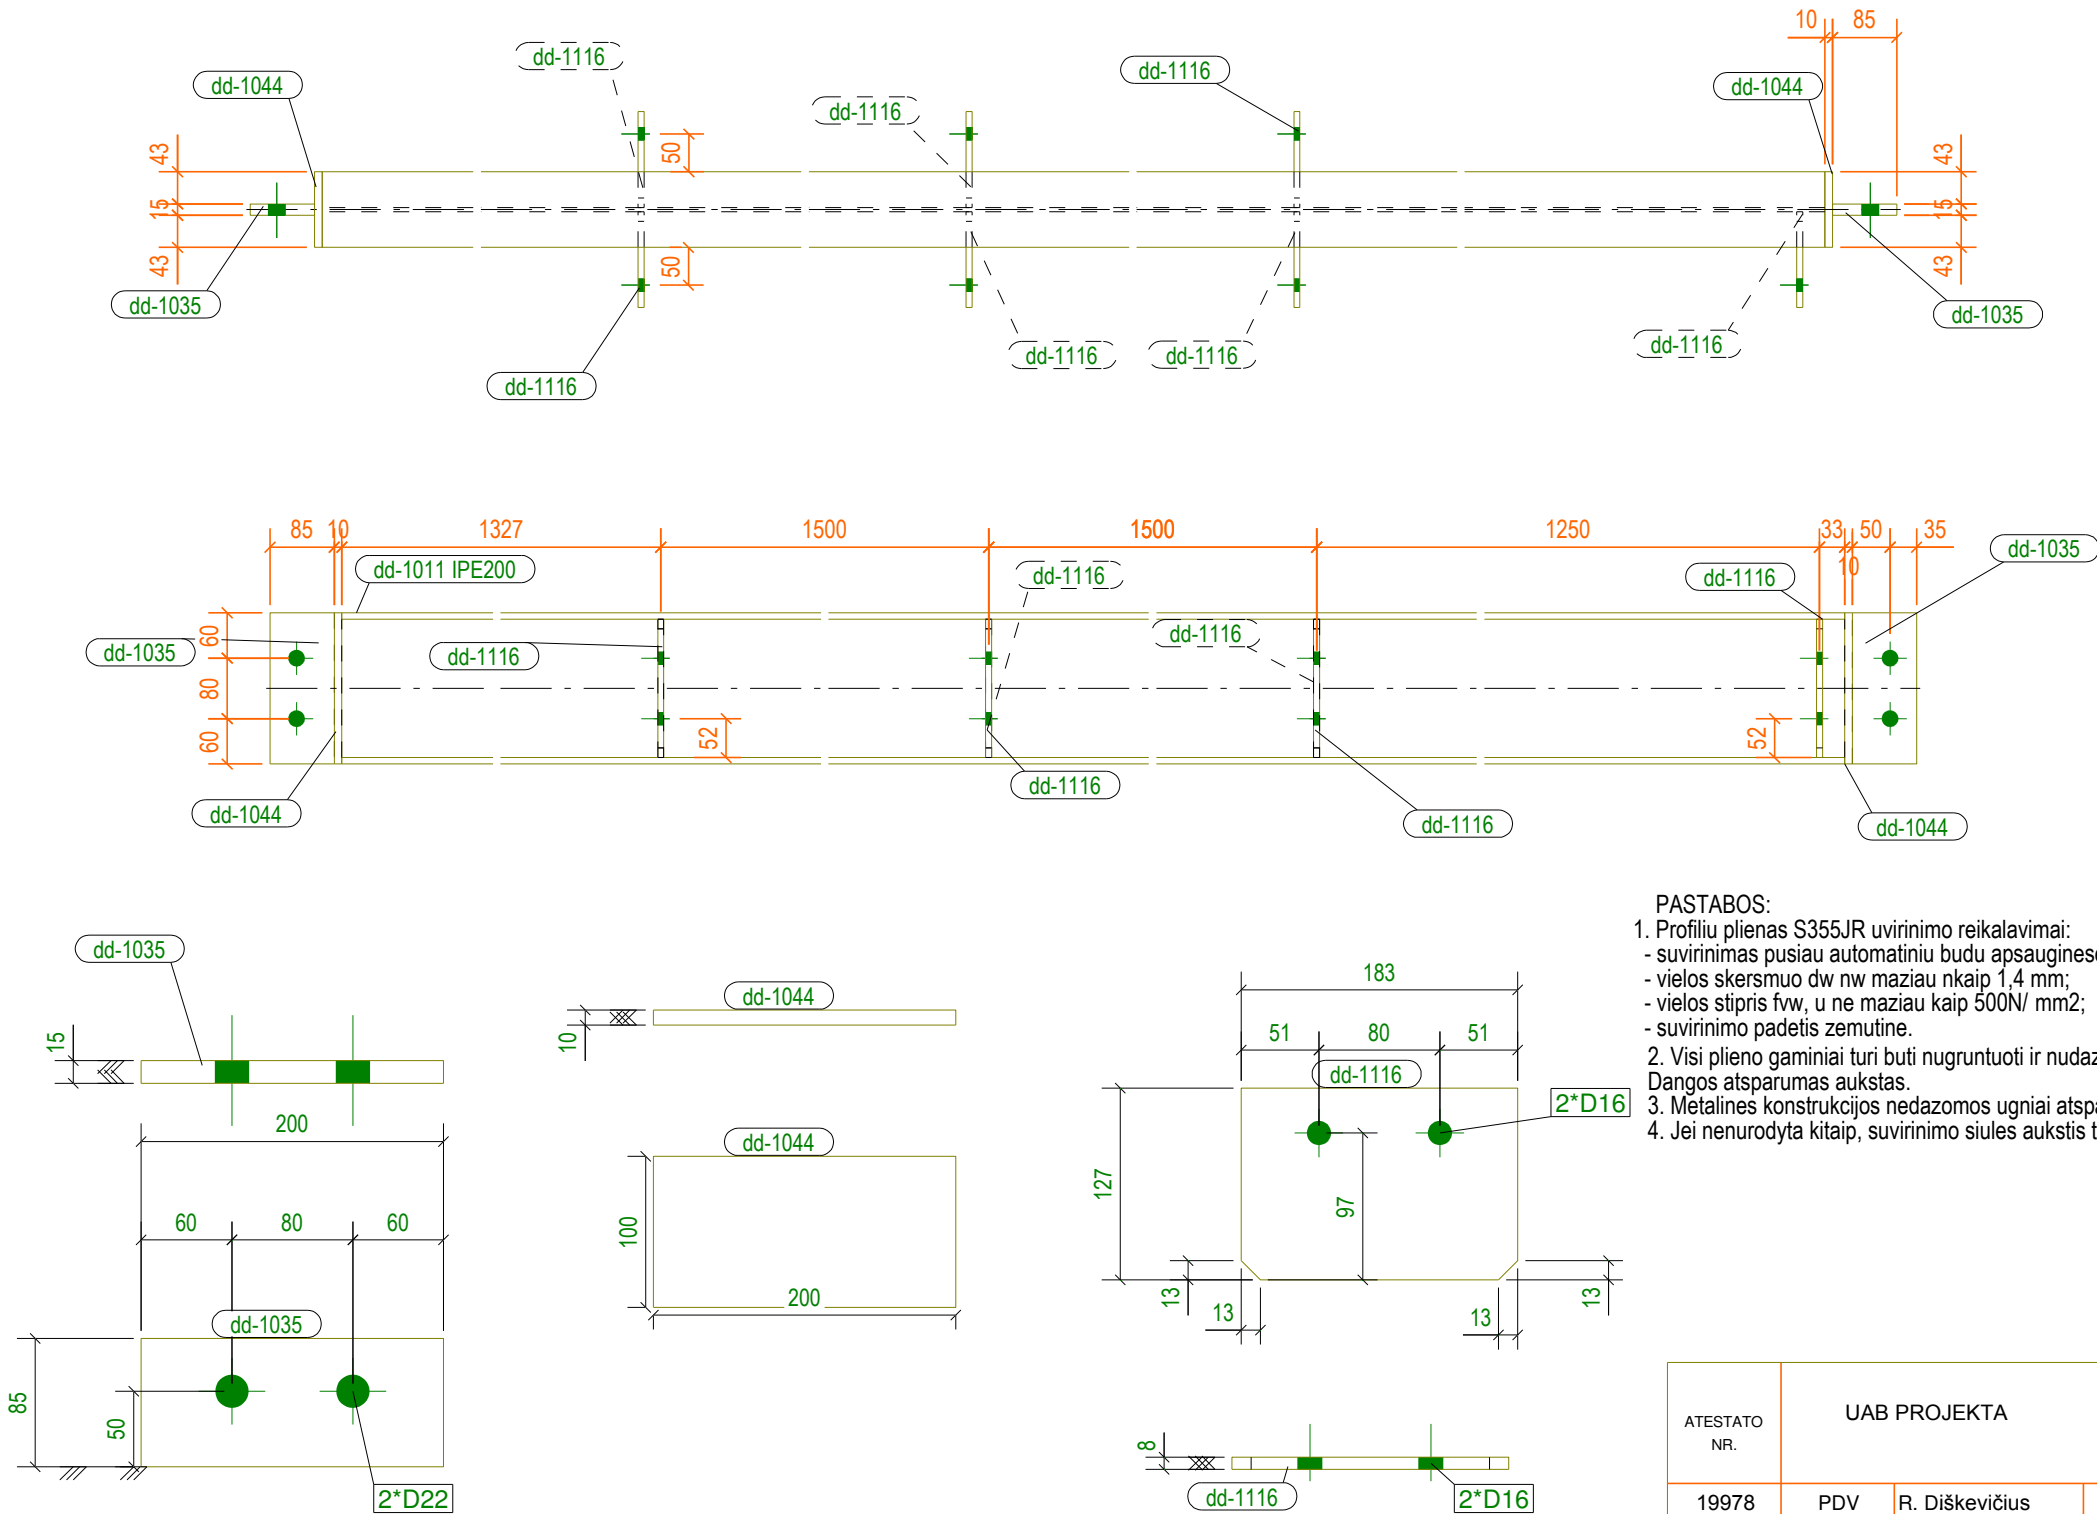 10 85
dd-1116
dd-1044
dd-1116
dd-1116
dd-1044
43
15
43
50
50
43
15
43
dd-1035
dd-1116
dd-1116
dd-1116
dd-1116
dd-1035
85 10 1327 1500 1500 1250 33 10 50 35
dd-1011 IPE200
dd-1116
dd-1116
dd-1035
60
80
60
dd-1035
dd-1116
dd-1116
52
52
dd-1044
dd-1116
dd-1116
dd-1044
PASTABOS:
1. Profiliu plienas S355JR uvirinimo reikalavimai:
- suvirinimas pusiau automatiniu budu
- vielos skersmuo dw nw maziau nkaip 1,4 mm;
- vielos stipris fvw, u ne maziau kaip 500N/ mm2;
- suvirinimo padetis zemutine.
2. Visi plieno gaminiai turi buti nugruntuoti ir
Dangos atsparumas aukstas.
3. Metalines konstrukcijos nedazomos ugniai
4. Jei nenurodyta kitaip, suvirinimo siules aukstis
dd-1035
15
200
60 80 60
dd-1035
85
50
2*D22
dd-1044
10
dd-1044
100
200
183
51 80 51
dd-1116
2*D16
127
97
13
13
13
13
8
dd-1116
2*D16
ATESTATO
NR.
UAB PROJEKTA
19978 PDV R. Diškevičius